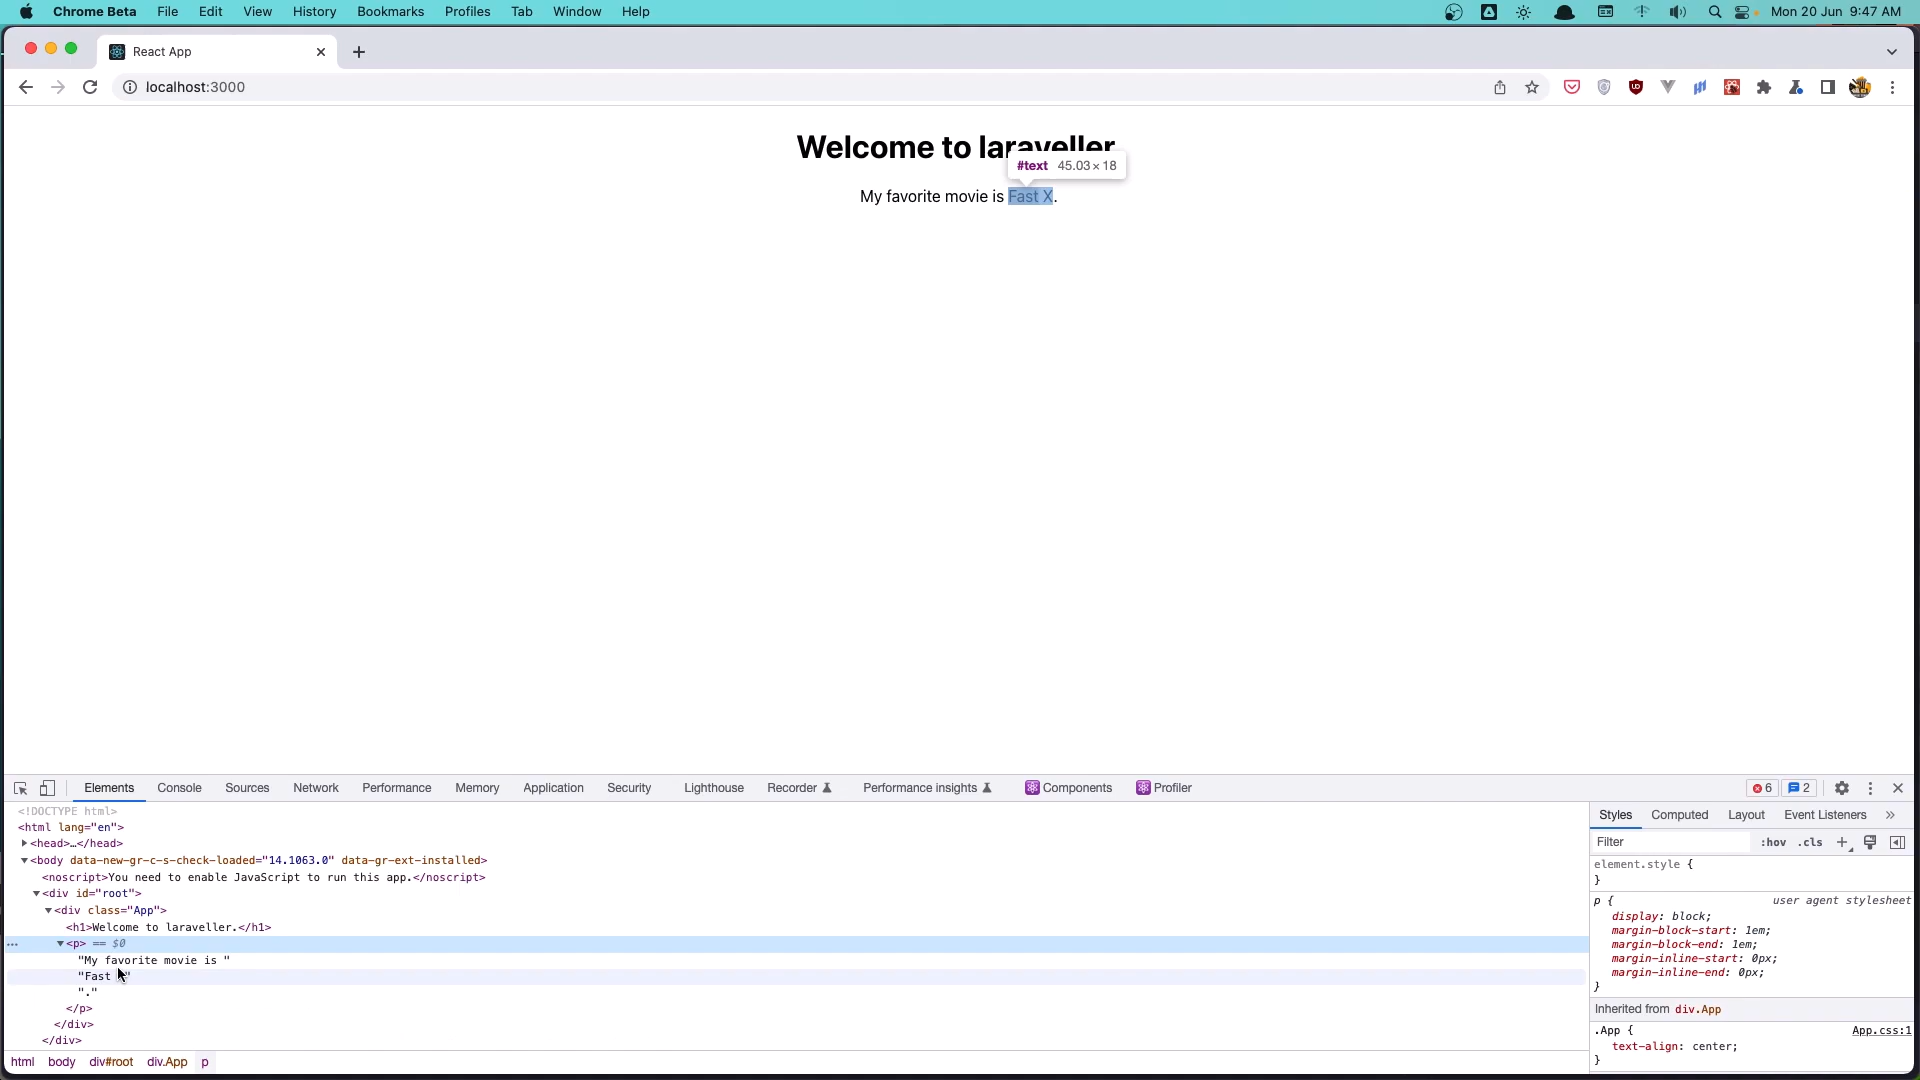 Chrome Beta File Edit View History Bookmarks Profiles Tab Window Help Mon 20 Jun 9:47 AM
React App
localhost:3000
Welcome to laraveller
#text 45.03×18
My favorite movie is Fast X.
Elements Console Sources Network Performance Memory Application Security Lighthouse Recorder Performance insights Components Profiler 6 2
<!DOCTYPE html>
<html lang="en">
<head>…</head>
<body data-new-gr-c-s-check-loaded="14.1063.0" data-gr-ext-installed>
<noscript>You need to enable JavaScript to run this app.</noscript>
<div id="root">
<div class="App">
<h1>Welcome to laraveller.</h1>
<p> == $0
"My favorite movie is "
"Fast "
"."
</p>
</div>
</div>
html body div#root div.App p
Styles Computed Layout Event Listeners »
Filter :hov .cls +
element.style {
}
p { user agent stylesheet
display: block;
margin-block-start: 1em;
margin-block-end: 1em;
margin-inline-start: 0px;
margin-inline-end: 0px;
}
Inherited from div.App
.App { App.css:1
text-align: center;
}